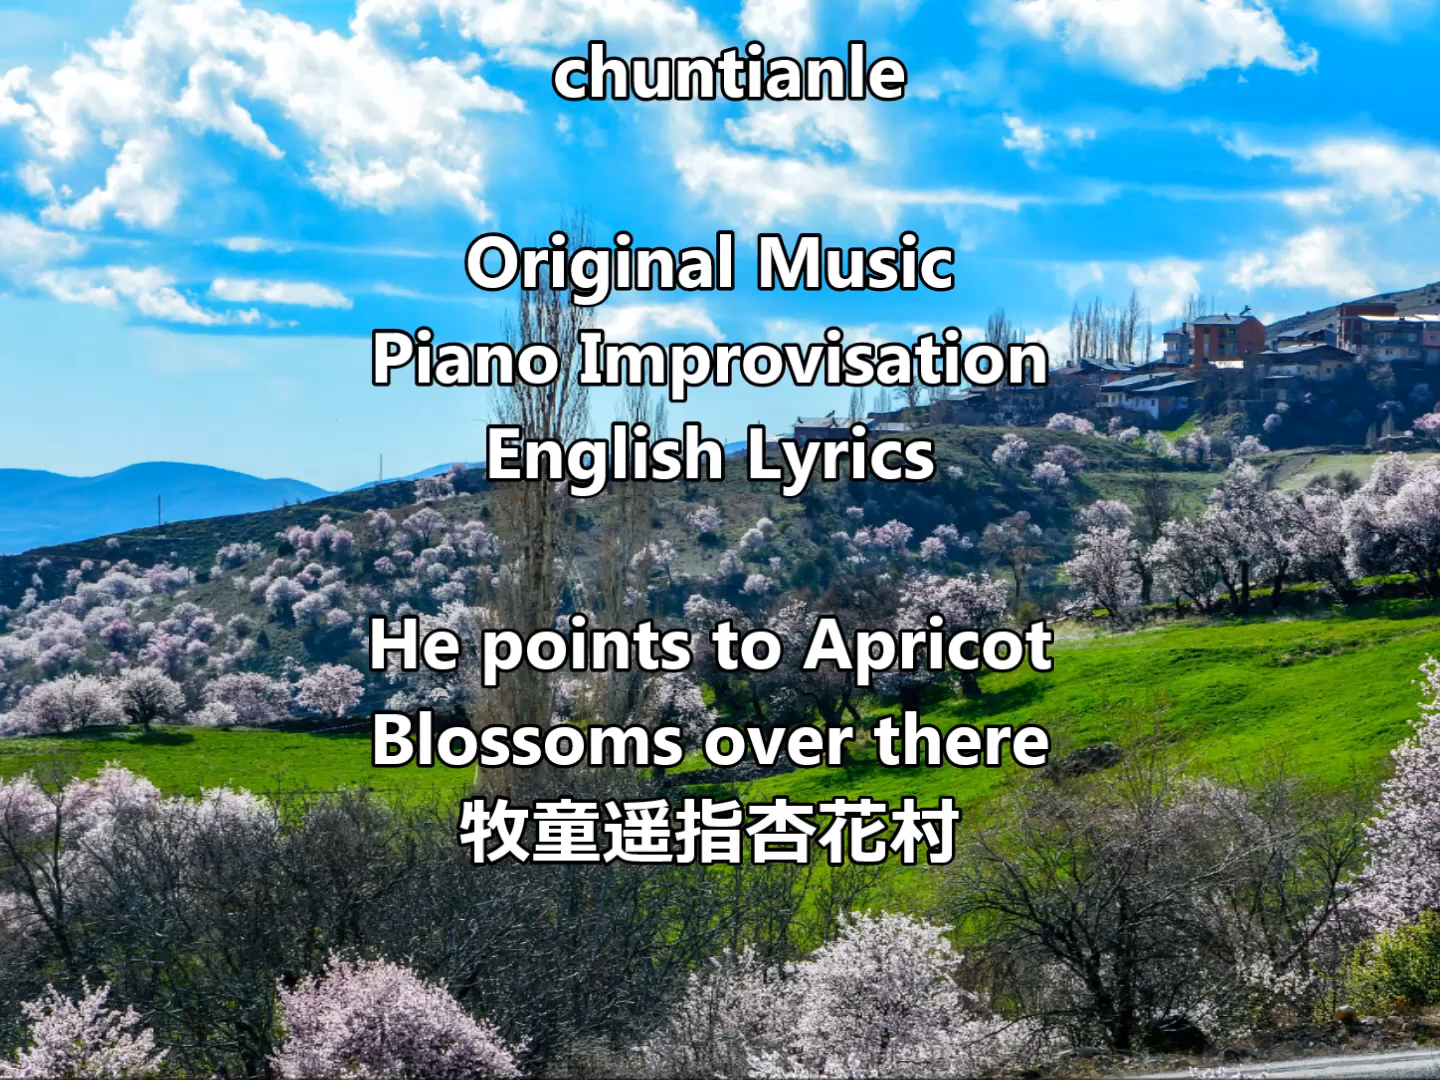 chuntianle
Original Music
Piano Improvisation
English Lyrics
He points to Apricot
Blossoms over there
牧童遥指杏花村